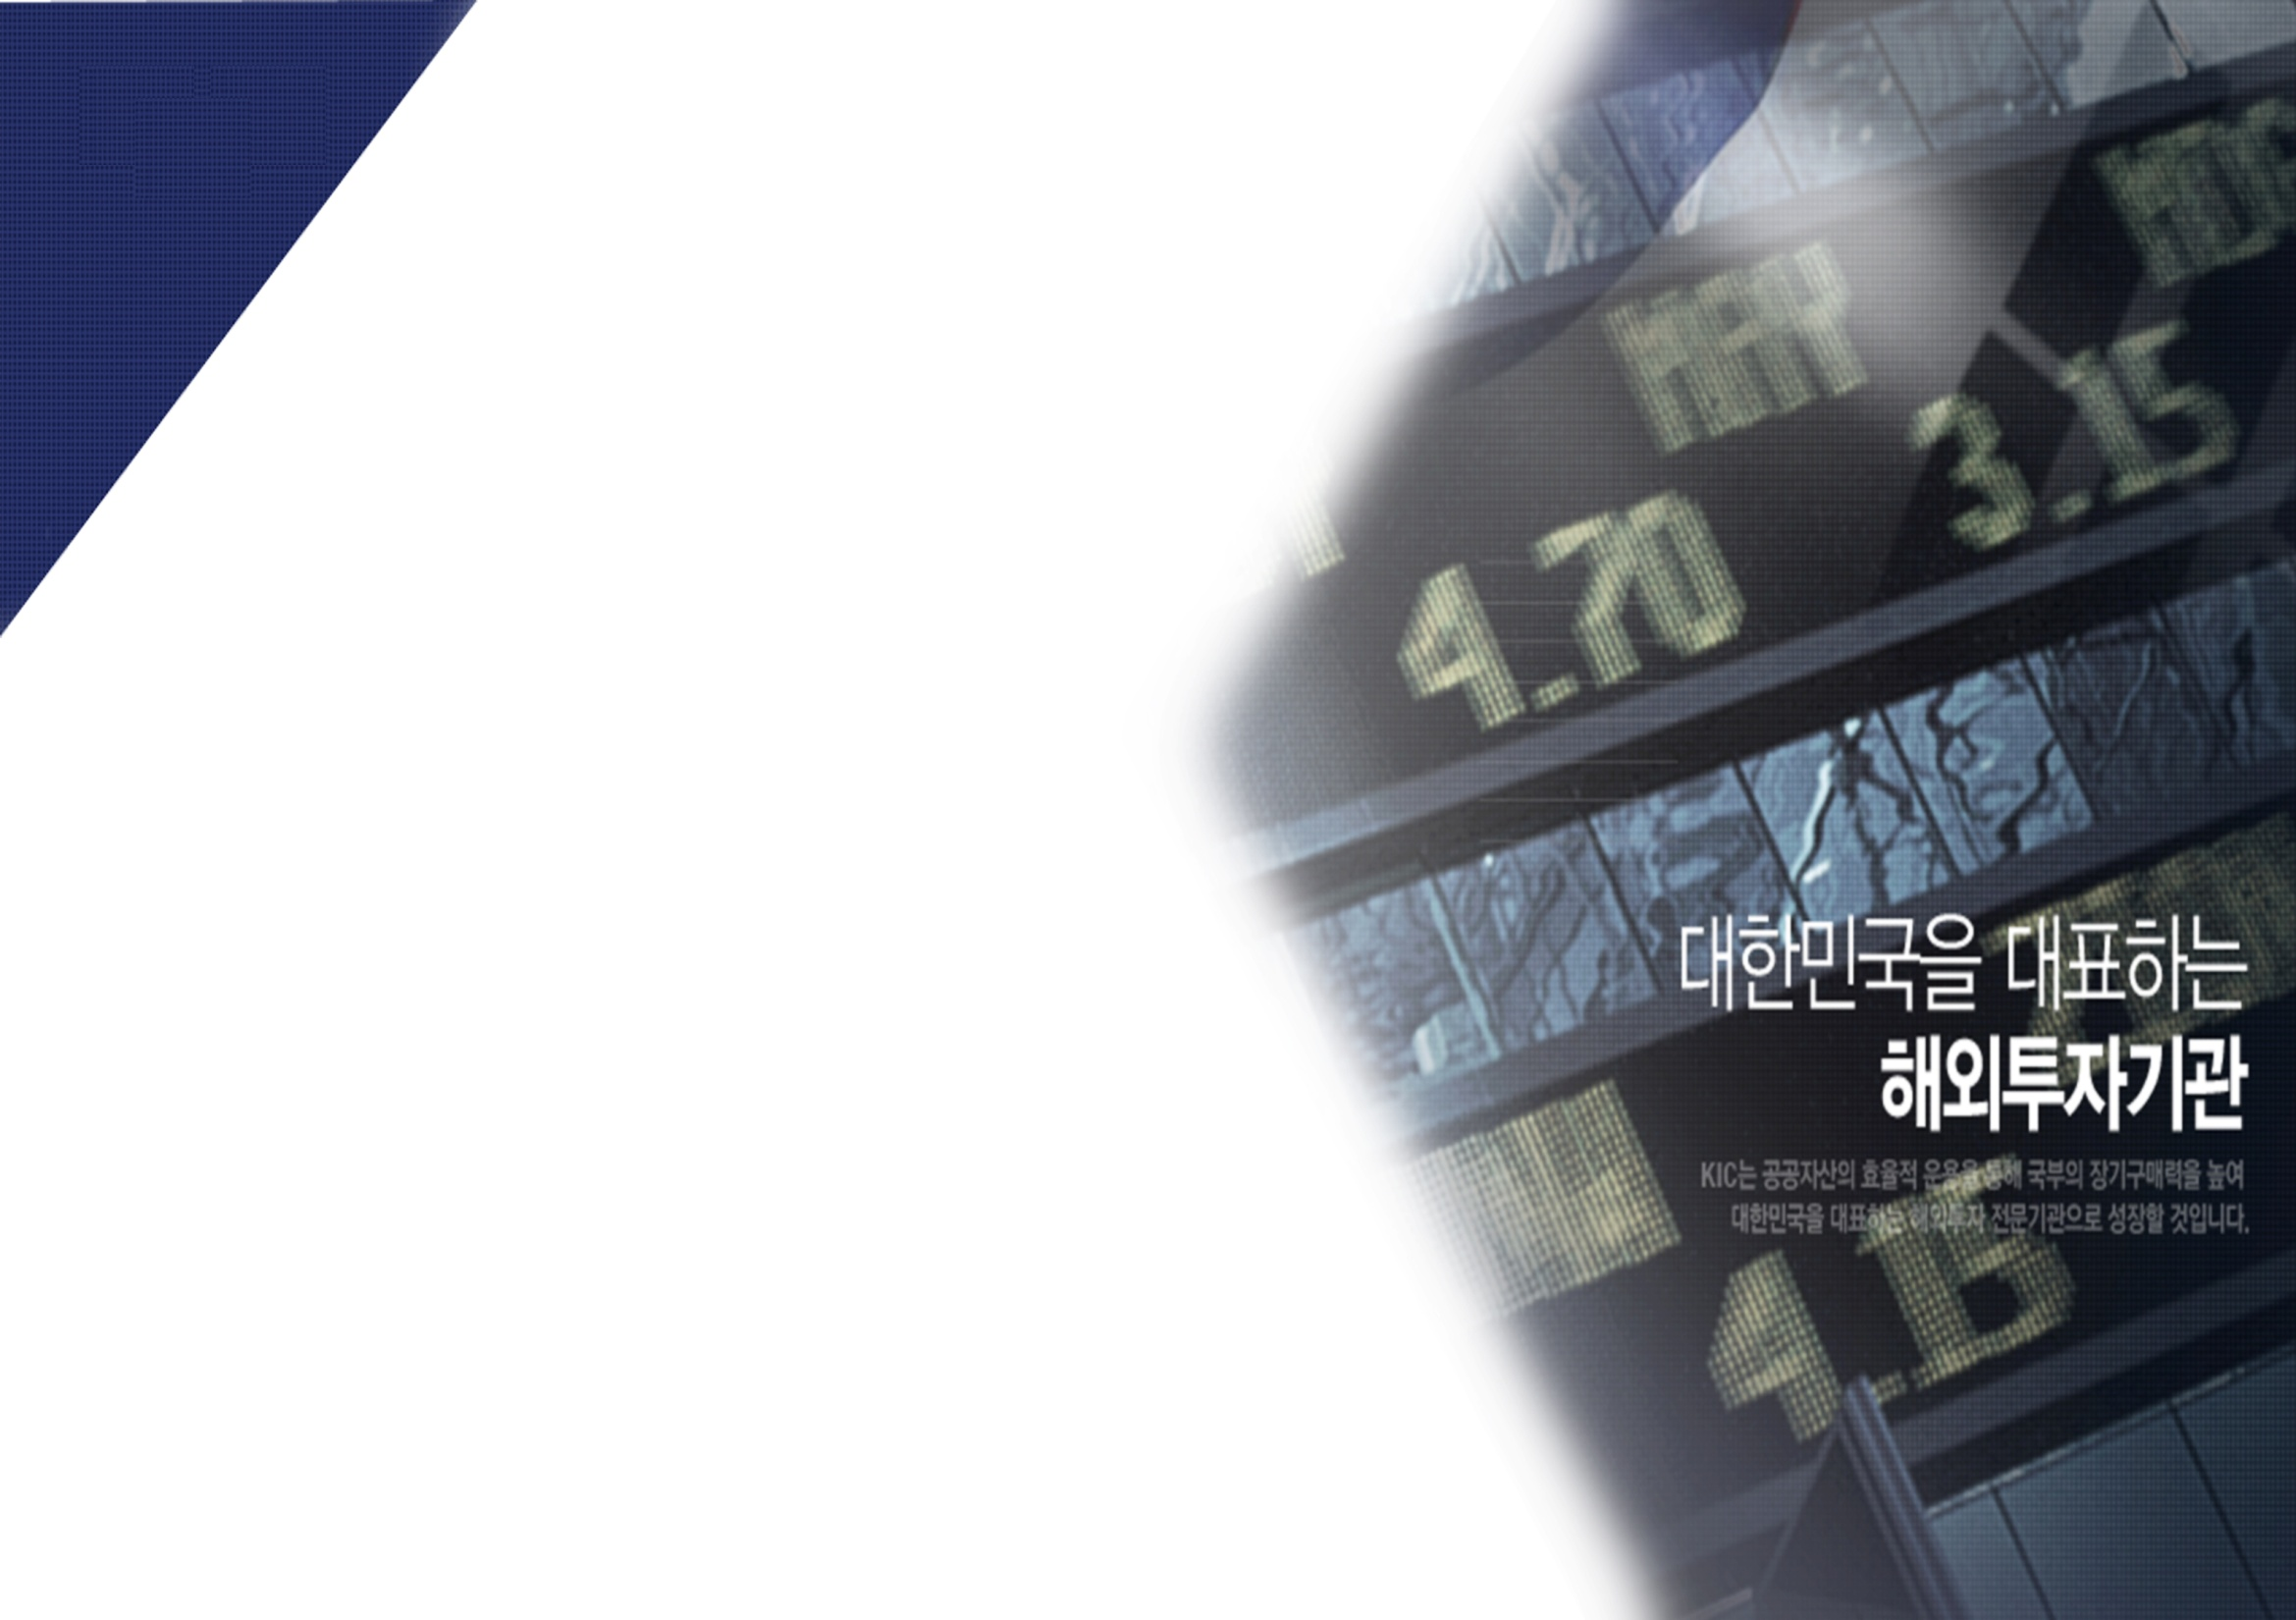 3.15
4.70
대한민국을 대표하는
해외투자기관
KIC는 공공자산의 효율적 운용을 통해 국부의 장기구매력을 높여
대한민국을 대표하는 해외투자 전문기관으로 성장할 것입니다.
4.15